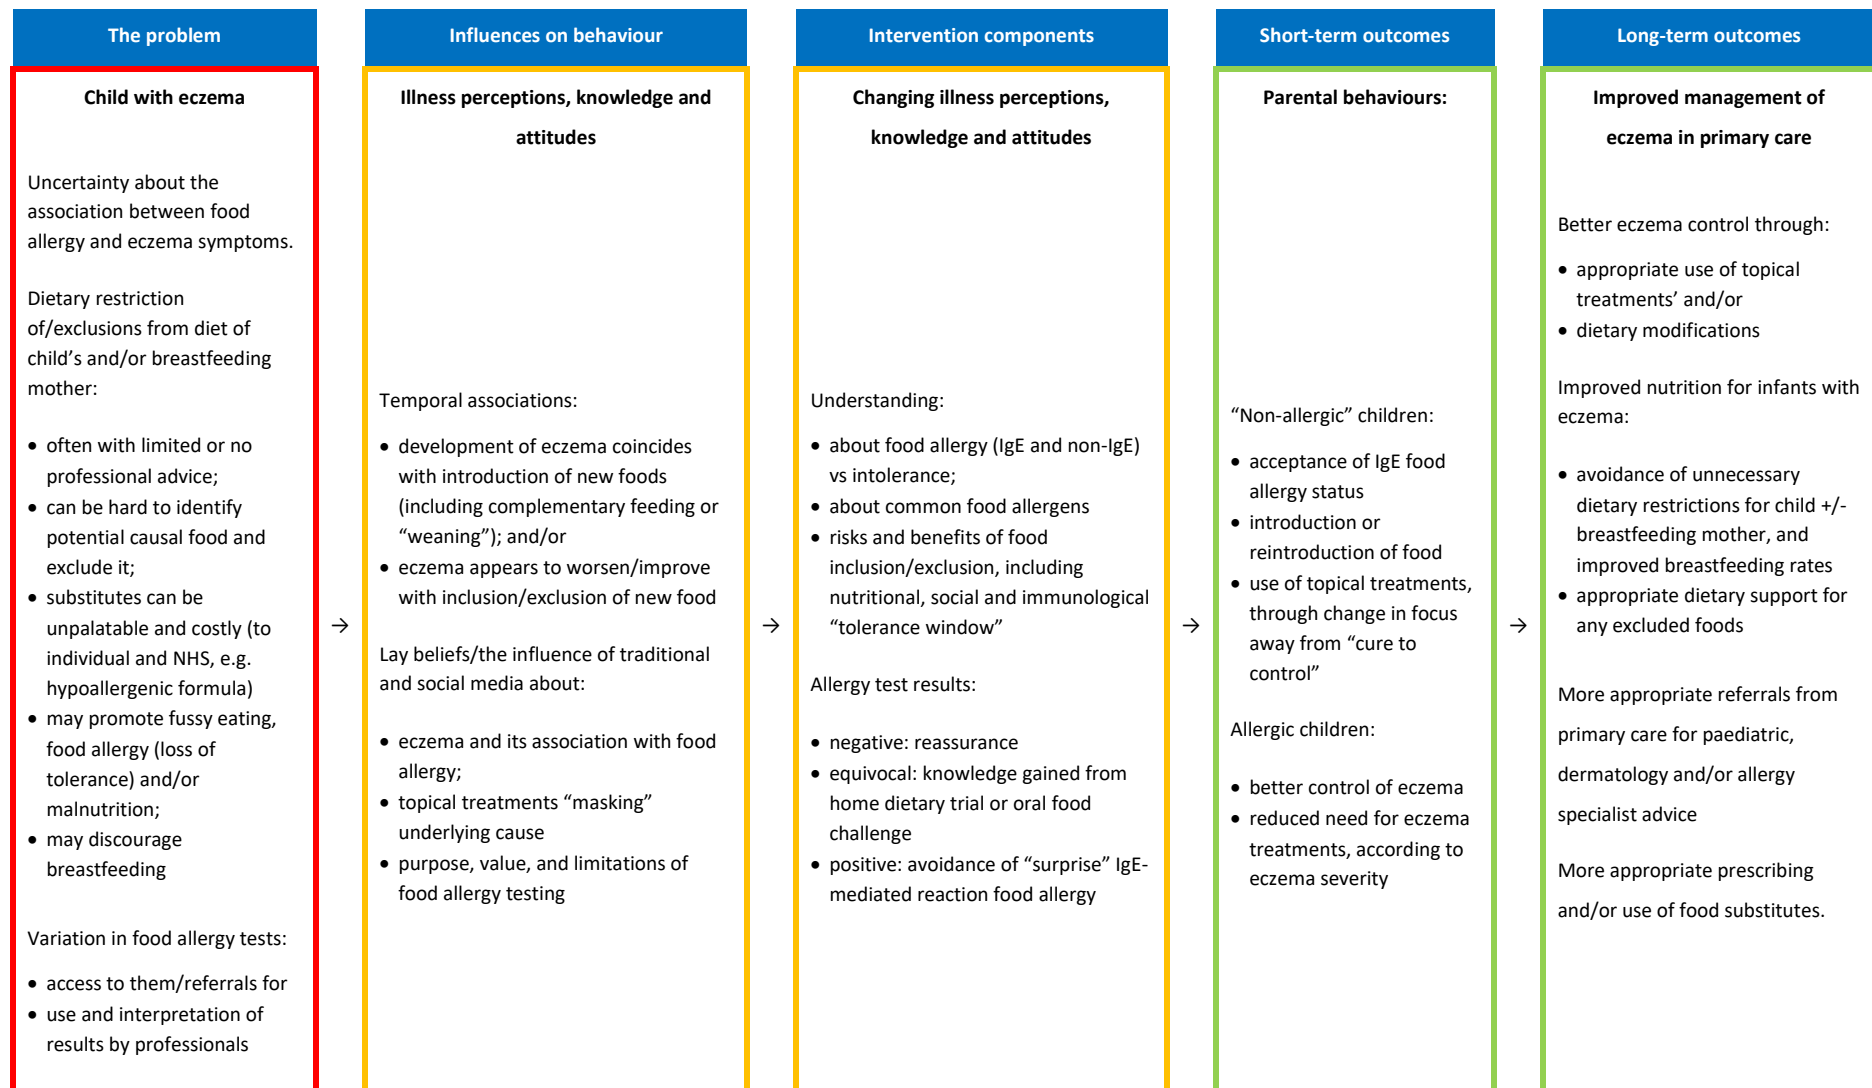 The problem
Child with eczema
Uncertainty about the
association between food
allergy and eczema symptoms.
Dietary restriction
of/exclusions from diet of
child’s and/or breastfeeding
mother:
• often with limited or no
professional advice;
• can be hard to identify
potential causal food and
exclude it;
• substitutes can be
unpalatable and costly (to
individual and NHS, e.g.
hypoallergenic formula)
• may promote fussy eating,
food allergy (loss of
tolerance) and/or
malnutrition;
• may discourage
breastfeeding
Variation in food allergy tests:
• access to them/referrals for
• use and interpretation of
results by professionals
→
Influences on behaviour
Illness perceptions, knowledge and
attitudes
Temporal associations:
• development of eczema coincides
with introduction of new foods
(including complementary feeding or
“weaning”); and/or
• eczema appears to worsen/improve
with inclusion/exclusion of new food
Lay beliefs/the influence of traditional
and social media about:
• eczema and its association with food
allergy;
• topical treatments “masking”
underlying cause
• purpose, value, and limitations of
food allergy testing
→
Intervention components
Changing illness perceptions,
knowledge and attitudes
Understanding:
• about food allergy (IgE and non-IgE)
vs intolerance;
• about common food allergens
• risks and benefits of food
inclusion/exclusion, including
nutritional, social and immunological
“tolerance window”
Allergy test results:
• negative: reassurance
• equivocal: knowledge gained from
home dietary trial or oral food
challenge
• positive: avoidance of “surprise” IgE-
mediated reaction food allergy
→
Short-term outcomes
Parental behaviours:
“Non-allergic” children:
• acceptance of IgE food
allergy status
• introduction or
reintroduction of food
• use of topical treatments,
through change in focus
away from “cure to
control”
Allergic children:
• better control of eczema
• reduced need for eczema
treatments, according to
eczema severity
→
Long-term outcomes
Improved management of
eczema in primary care
Better eczema control through:
• appropriate use of topical
treatments’ and/or
• dietary modifications
Improved nutrition for infants with
eczema:
• avoidance of unnecessary
dietary restrictions for child +/-
breastfeeding mother, and
improved breastfeeding rates
• appropriate dietary support for
any excluded foods
More appropriate referrals from
primary care for paediatric,
dermatology and/or allergy
specialist advice
More appropriate prescribing
and/or use of food substitutes.